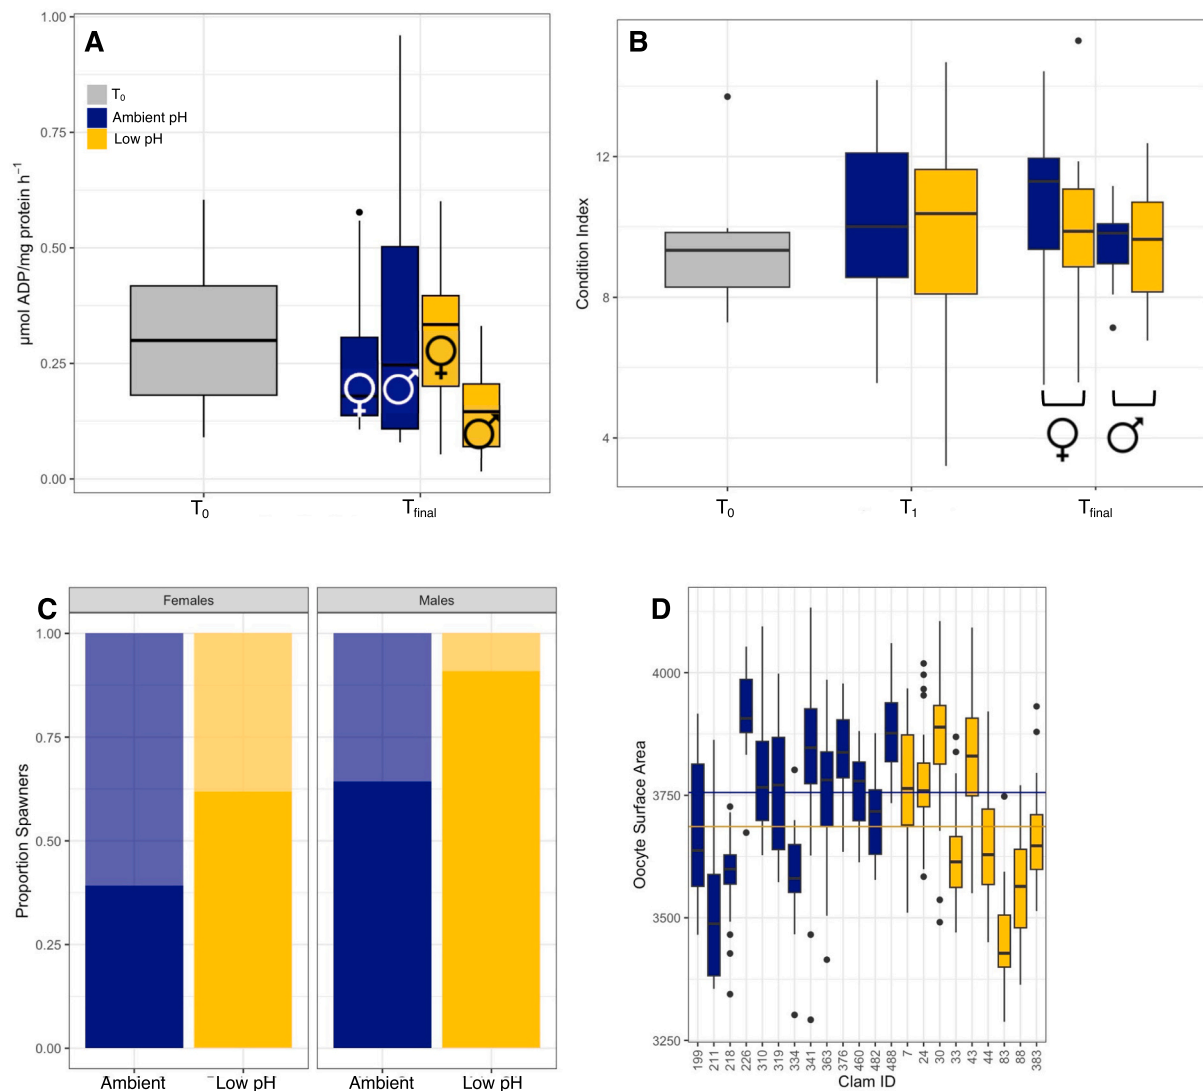 A
T0
Ambient pH
Low pH
1.00
0.75
0.50
0.25
0.00
μmol ADP/mg protein h⁻¹
T0
Tfinal
B
12
8
4
Condition Index
T0
T1
Tfinal
C
Females
Males
1.00
0.75
0.50
0.25
0.00
Proportion Spawners
Ambient
Low pH
Ambient
Low pH
D
4000
3750
3500
3250
Oocyte Surface Area
199
211
218
226
310
319
334
341
363
376
460
482
488
7
24
30
33
43
44
83
88
383
Clam ID